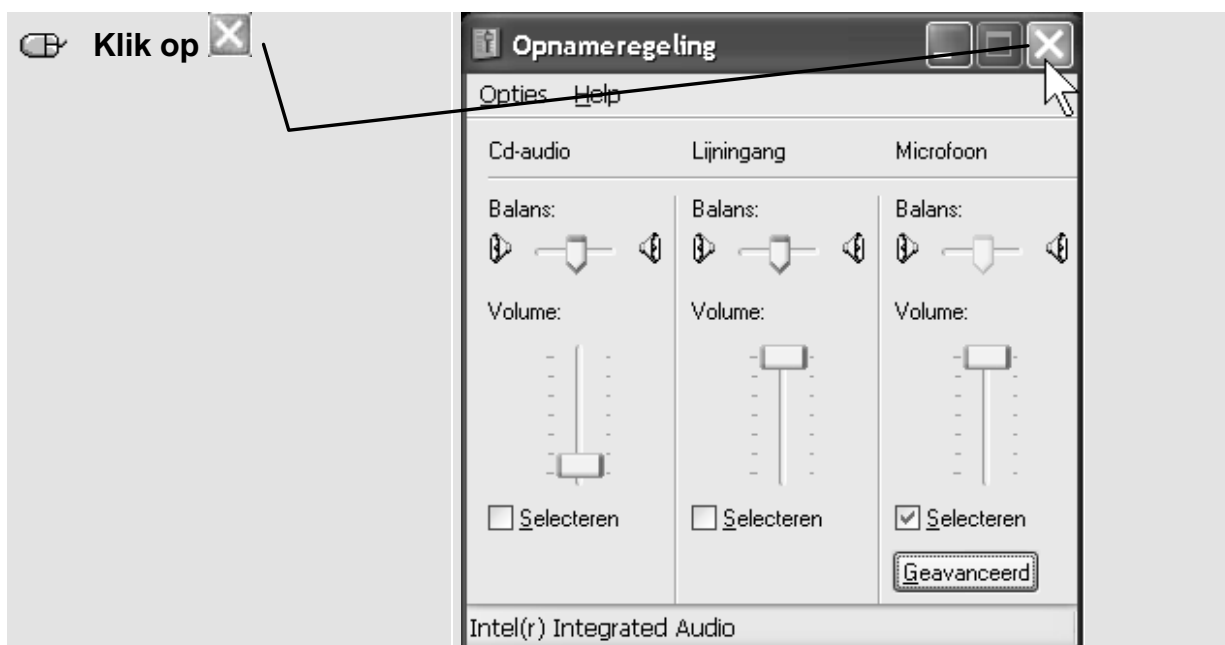 Klik op
Opnameregeling
Opties Help
Cd-audio Lijningang Microfoon
Balans: Balans: Balans:
Volume: Volume: Volume:
Selecteren Selecteren Selecteren
Geavanceerd
Intel(r) Integrated Audio